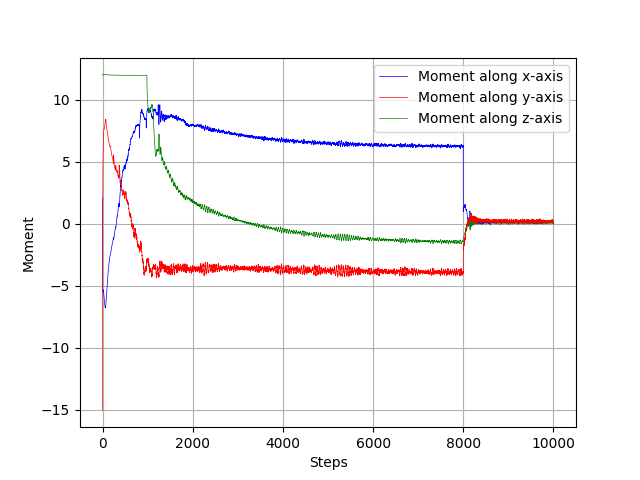 Moment along x-axis
Moment along y-axis
Moment along z-axis
10
5
0
−5
−10
−15
Moment
0 2000 4000 6000 8000 10000
Steps